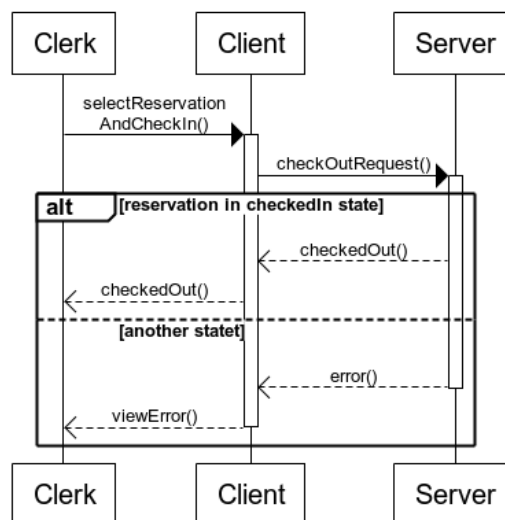 Clerk
Client
Server
selectReservation
AndCheckIn()
checkOutRequest()
alt
[reservation in checkedIn state]
checkedOut()
checkedOut()
[another statet]
error()
viewError()
Clerk
Client
Server